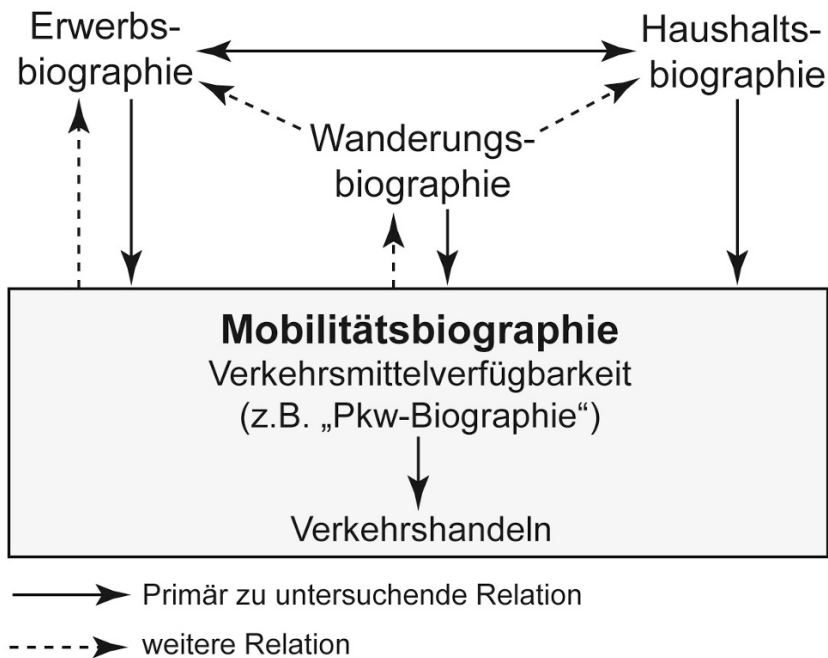 Erwerbs-
biographie
Haushalts-
biographie
Wanderungs-
biographie
Mobilitätsbiographie
Verkehrsmittelverfügbarkeit
(z.B. „Pkw-Biographie“)
Verkehrshandeln
Primär zu untersuchende Relation
weitere Relation